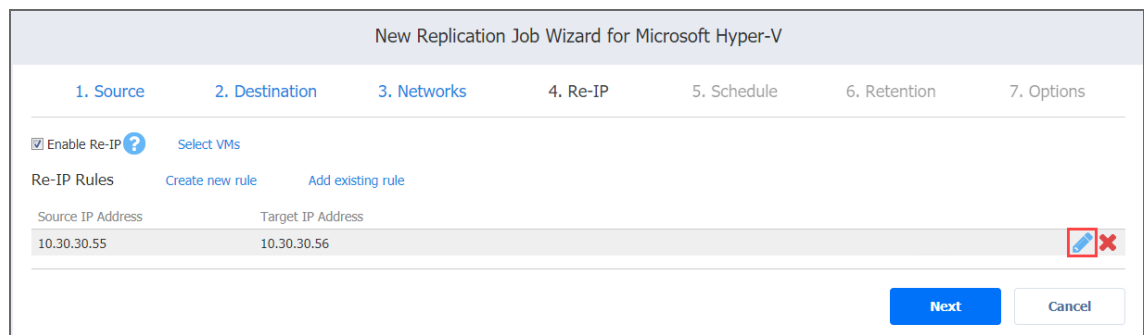 New Replication Job Wizard for Microsoft Hyper-V
1. Source 2. Destination 3. Networks 4. Re-IP 5. Schedule 6. Retention 7. Options
Enable Re-IP ? Select VMs
Re-IP Rules Create new rule Add existing rule
Source IP Address Target IP Address
10.30.30.55 10.30.30.56
Next Cancel